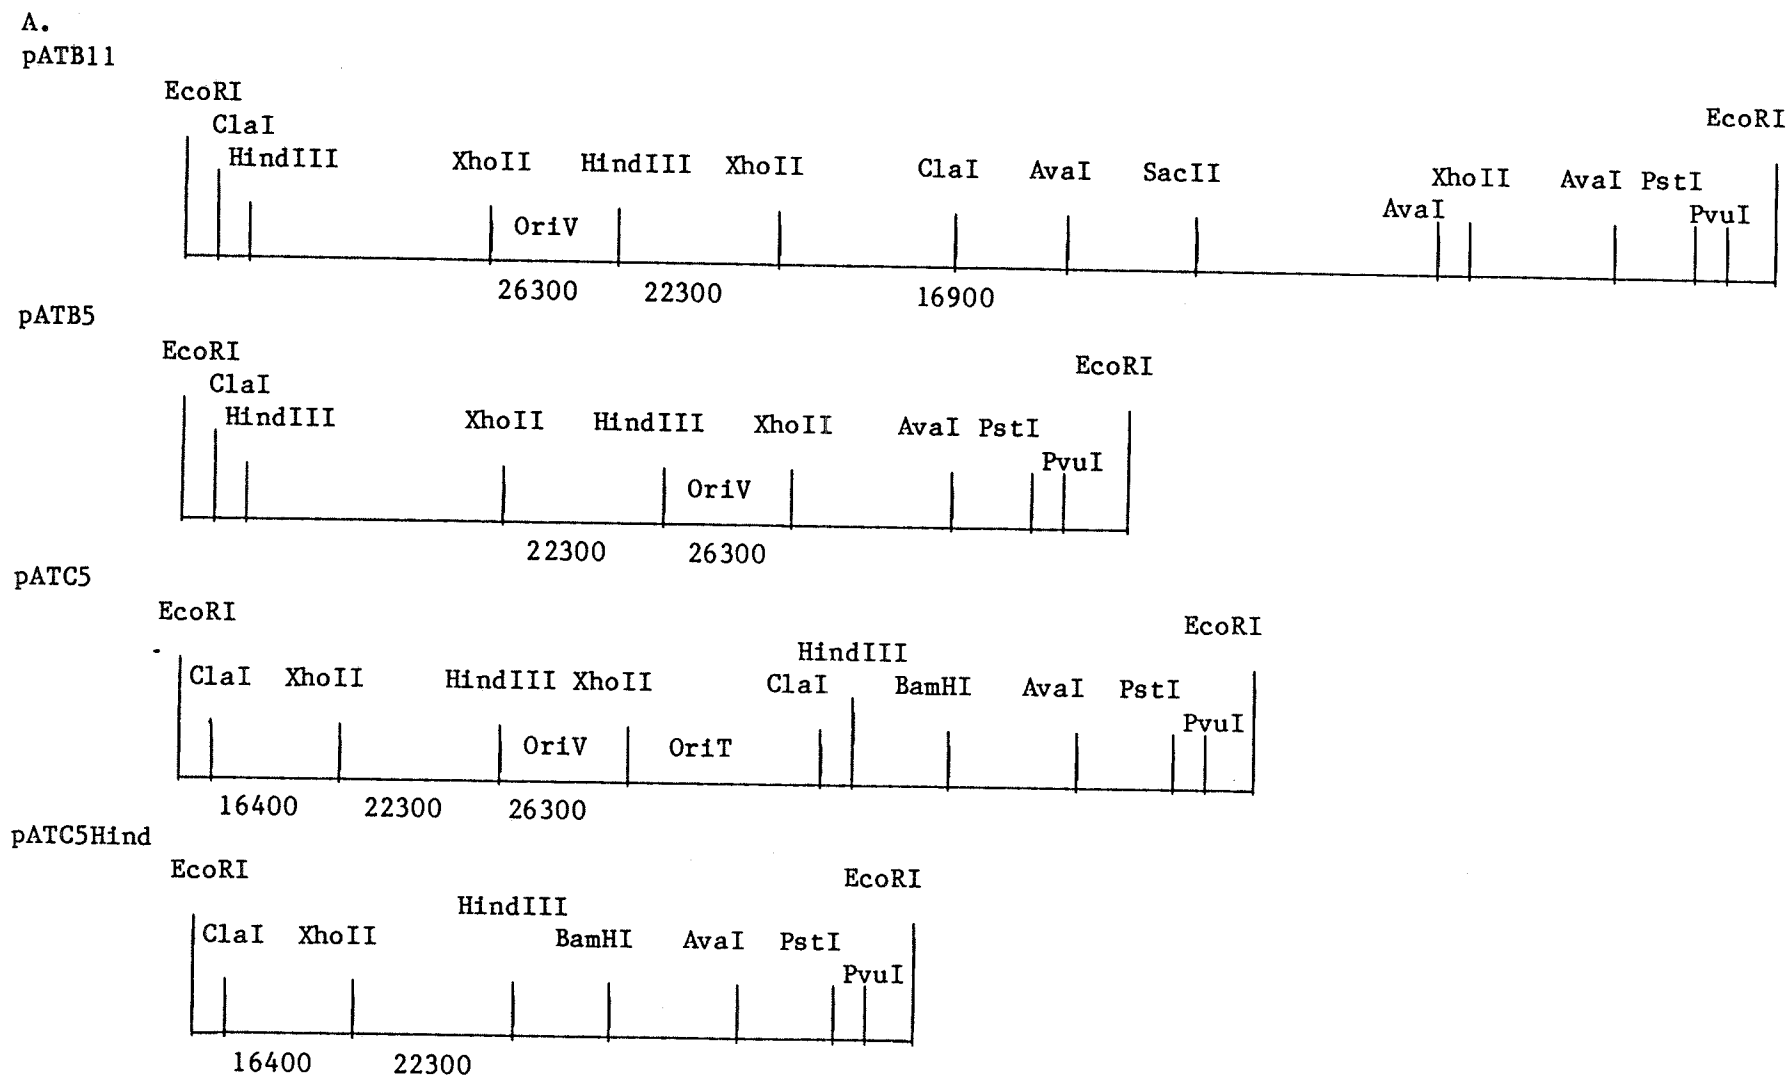 A.
pATB11
EcoRI
ClaI
EcoRI
HindIII XhoII HindIII XhoII ClaI AvaI SacII XhoII AvaI PstI
AvaI PvuI
OriV
26300 22300 16900
pATB5
EcoRI EcoRI
ClaI
HindIII XhoII HindIII XhoII AvaI PstI
PvuI
OriV
22300 26300
pATC5
EcoRI EcoRI
HindIII
ClaI XhoII HindIII XhoII ClaI BamHI AvaI PstI
PvuI
OriV OriT
16400 22300 26300
pATC5Hind
EcoRI EcoRI
HindIII
ClaI XhoII BamHI AvaI PstI
PvuI
16400 22300